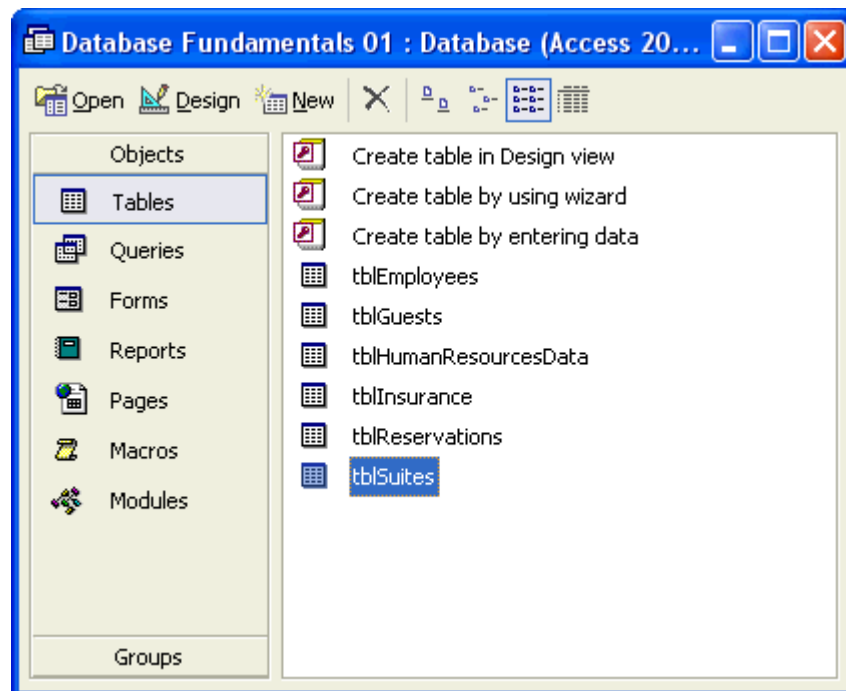 Database Fundamentals 01 : Database (Access 20...
Open Design New
Objects
Tables
Queries
Forms
Reports
Pages
Macros
Modules
Groups
Create table in Design view
Create table by using wizard
Create table by entering data
tblEmployees
tblGuests
tblHumanResourcesData
tblInsurance
tblReservations
tblSuites